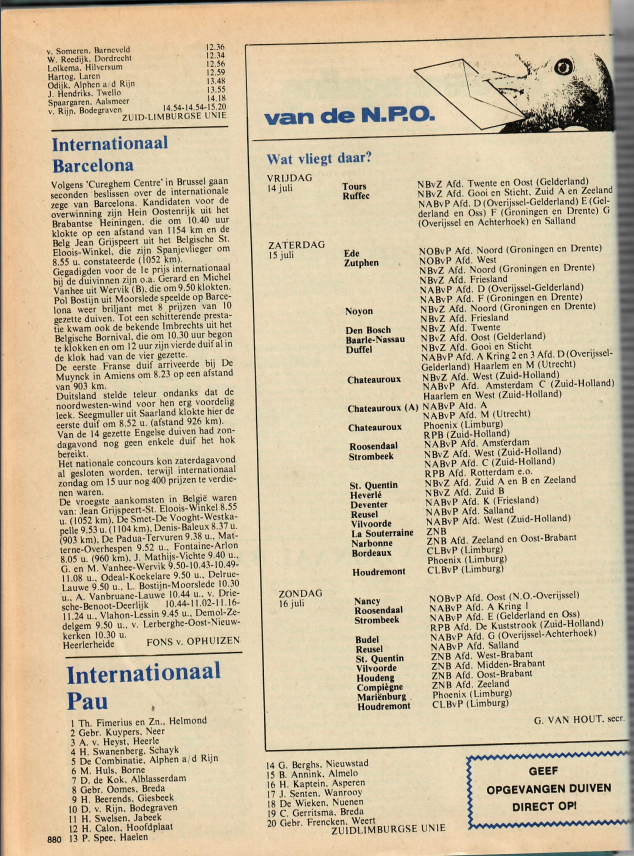 v. Someren, Barneveld 12.36
W. Reedijk, Dordrecht 12.34
Lolkema, Hilversum 12.56
Hartog, Laren 12.59
Odijk, Alphen a/d Rijn 13.48
J. Hendriks, Twello 13.55
Spaargaren, Aalsmeer 14.18
v. Rijn, Bodegraven 14.54-14.54-15.20
ZUID-LIMBURGSE UNIE
Internationaal
Barcelona
Volgens 'Cureghem Centre' in Brussel gaan
seconden beslissen over de internationale
zege van Barcelona. Kandidaten voor de
overwinning zijn Hein Oostenrijk uit het
Brabantse Heiningen, die om 10.40 uur
klokte op een afstand van 1154 km en de
Belg Jean Grijspeert uit het Belgische St.
Eloois-Winkel, die zijn Spanjevlieger om
8.55 u. constateerde (1052 km).
Gegadigden voor de 1e prijs internationaal
bij de duivinnen zijn o.a. Gerard en Michel
Vanhee uit Wervik (B), die om 9.50 klokten.
Pol Bostijn uit Moorslede speelde op Barce-
lona weer briljant met 8 prijzen van 10
gezette duiven. Tot een schitterende presta-
tie kwam ook de bekende Imbrechts uit het
Belgische Bornival, die om 10.30 uur begon
te klokken en om 12 uur zijn vierde duif al in
de klok had van de vier gezette.
De eerste Franse duif arriveerde bij De
Muynck in Amiens om 8.23 op een afstand
van 903 km.
Duitsland stelde teleur ondanks dat de
noordwesten-wind voor hen erg voordelig
leek. Seegmuller uit Saarland klokte hier de
eerste duif om 8.52 u. (afstand 926 km).
Van de 14 gezette Engelse duiven had zon-
dagavond nog geen enkele duif het hok
bereikt.
Het nationale concours kon zaterdagavond
al gesloten worden, terwijl internationaal
zondag om 15 uur nog 400 prijzen te verdie-
nen waren.
De vroegste aankomsten in België waren
van: Jean Grijspeert-St. Eloois-Winkel 8.55
u. (1052 km), De Smet-De Vooght-Westka-
pelle 9.53 u. (1104 km), Denis-Baleux 8.37 u.
(903 km), De Padua-Tervuren 9.38 u., Mat-
terne-Overhespen 9.52 u., Fontaine-Arlon
8.05 u. (960 km), J. Mathijs-Vichte 9.40 u.,
G. en M. Vanhee-Wervik 9.50-10.43-10.49-
11.08 u., Odeal-Koekelare 9.50 u., Delrue-
Lauwe 9.50 u., L. Bostijn-Moorslede 10.30
u., A. Vanbruane-Lauwe 10.44 u., v. Drie-
sche-Benoot-Deerlijk 10.44-11.02-11.16-
11.24 u., Vlahon-Lessin 9.45 u., Demol-Ze-
delgem 9.50 u., v. Lerberghe-Oost-Nieuw-
kerken 10.30 u.
Heerlerheide FONS v. OPHUIZEN
Internationaal
Pau
1 Th. Fimerius en Zn., Helmond
2 Gebr. Kuypers, Neer
3 A. v. Heyst, Heerle
4 H. Swanenberg, Schayk
5 De Combinatie, Alphen a/d Rijn
6 M. Huls, Borne
7 D. de Kok, Alblasserdam
8 Gebr. Oomes, Breda
9 H. Beerends, Giesbeek
10 D. v. Rijn, Bodegraven
11 H. Swelsen, Jabeek
12 H. Calon, Hoofdplaat
13 P. Spee, Haelen
880
van de N.P.O.
Wat vliegt daar?
VRIJDAG
14 juli Tours NBvZ Afd. Twente en Oost (Gelderland)
Ruffec NBvZ Afd. Gooi en Sticht, Zuid A en Zeeland
NABvP Afd. D (Overijssel-Gelderland) E (Gel-
derland en Oss) F (Groningen en Drente) G
(Overijssel en Achterhoek) en Salland
ZATERDAG
15 juli Ede NOBvP Afd. Noord (Groningen en Drente)
Zutphen NOBvP Afd. West
NBvZ Afd. Noord (Groningen en Drente)
NBvZ Afd. Friesland
NABvP Afd. D (Overijssel-Gelderland)
NABvP Afd. F (Groningen en Drente)
Noyon NBvZ Afd. Noord (Groningen en Drente)
NBvZ Afd. Friesland
Den Bosch NBvZ Afd. Twente
Baarle-Nassau NBvZ Afd. Oost (Gelderland)
Duffel NBvZ Afd. Gooi en Sticht
NABvP Afd. A Kring 2 en 3 Afd. D (Overijssel-
Gelderland) Haarlem en M (Utrecht)
Chateauroux NBvZ Afd. West (Zuid-Holland)
NABvP Afd. Amsterdam C (Zuid-Holland)
Haarlem en West (Zuid-Holland)
Chateauroux (A) NABvP Afd. A
NABvP Afd. M (Utrecht)
Chateauroux Phoenix (Limburg)
RPB (Zuid-Holland)
Roosendaal NABvP Afd. Amsterdam
Strombeek NBvZ Afd. West (Zuid-Holland)
NABvP Afd. C (Zuid-Holland)
RPB Afd. Rotterdam e.o.
St. Quentin NBvZ Afd. Zuid A en B en Zeeland
Heverlé NBvZ Afd. Zuid B
Deventer NABvP Afd. K (Friesland)
Reusel NABvP Afd. Salland
Vilvoorde NABvP Afd. West (Zuid-Holland)
La Souterraine ZNB
Narbonne ZNB Afd. Zeeland en Oost-Brabant
Bordeaux CLBvP (Limburg)
Phoenix (Limburg)
Houdremont CLBvP (Limburg)
ZONDAG
16 juli Nancy NOBvP Afd. Oost (N.O.-Overijssel)
Roosendaal NABvP Afd. A Kring 1
Strombeek NABvP Afd. E (Gelderland en Oss)
RPB Afd. De Kuststrook (Zuid-Holland)
Budel NABvP Afd. G (Overijssel-Achterhoek)
Reusel NABvP Afd. Salland
St. Quentin ZNB Afd. West-Brabant
Vilvoorde ZNB Afd. Midden-Brabant
Houdeng ZNB Afd. Oost-Brabant
Compiègne ZNB Afd. Zeeland
Mariënburg Phoenix (Limburg)
Houdremont CLBvP (Limburg)
G. VAN HOUT, secr.
14 G. Berghs, Nieuwstad
15 B. Annink, Almelo
16 H. Kaptein, Asperen
17 J. Senten, Wanrooy
18 De Wieken, Nuenen
19 C. Gerritsma, Breda
20 Gebr. Frencken, Weert
ZUIDLIMBURGSE UNIE
GEEF
OPGEVANGEN DUIVEN
DIRECT OP!